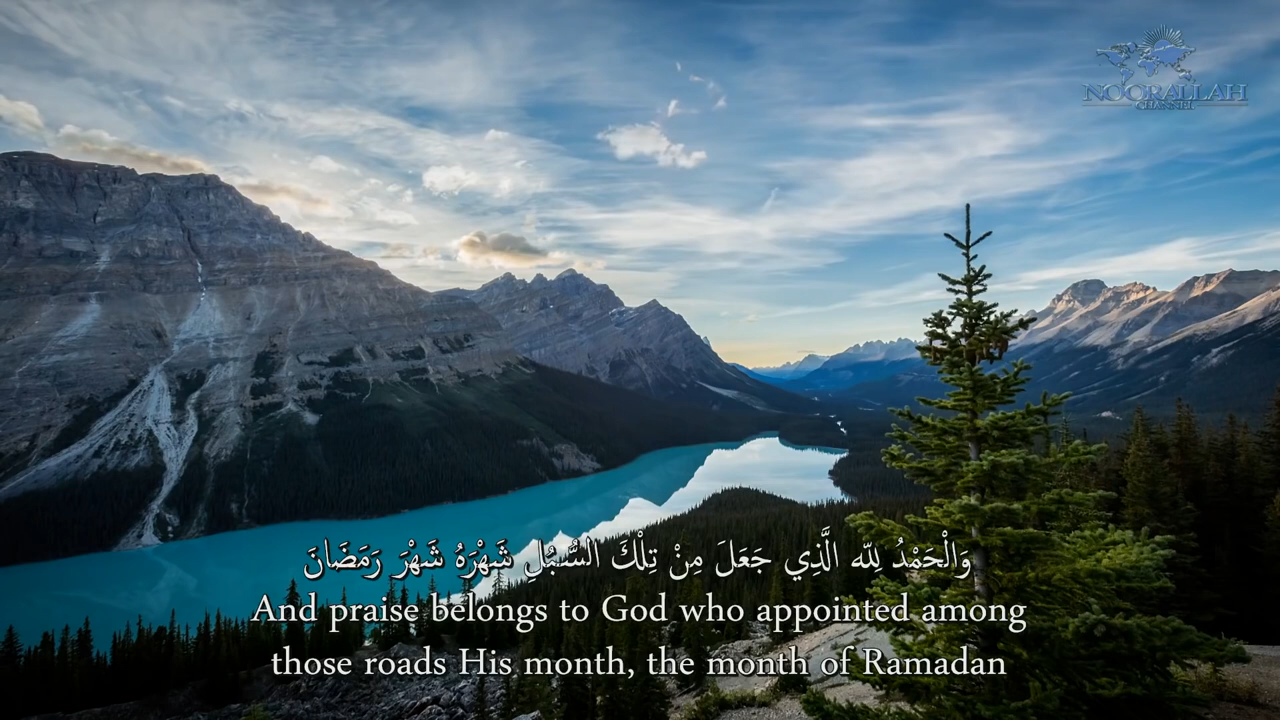 NOORALLAH
CHANNEL
وَالْحَمْدُ لِلّٰه الَّذِي جَعَلَ مِنْ تِلْكَ السُّبُلِ شَهْرَهُ شَهْرَ رَمَضَانَ
And praise belongs to God who appointed among
those roads His month, the month of Ramadan